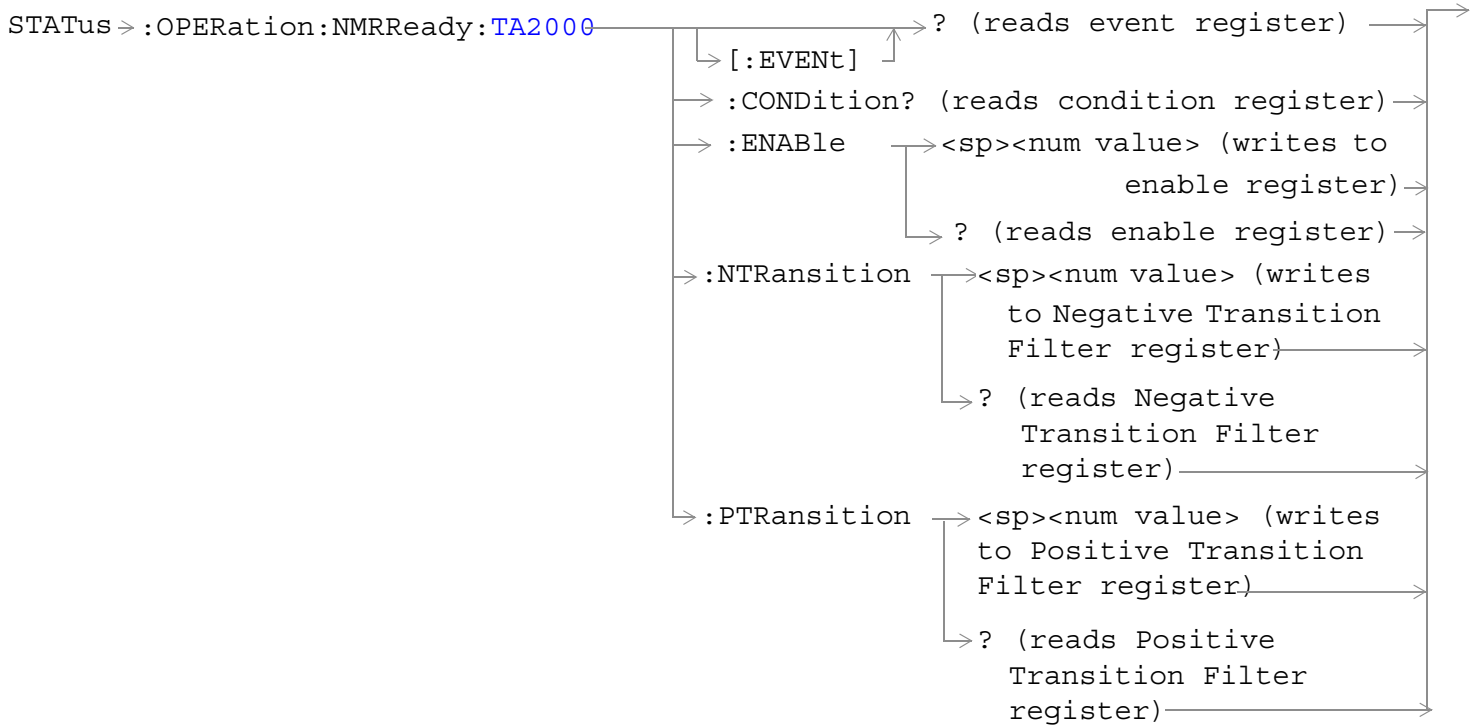 STATus :OPERation:NMRReady:TA2000 ? (reads event register)
[:EVENt]
:CONDition? (reads condition register)
:ENABle <sp><num value> (writes to
enable register)
? (reads enable register)
:NTRansition <sp><num value> (writes
to Negative Transition
Filter register)
? (reads Negative
Transition Filter
register)
:PTRansition <sp><num value> (writes
to Positive Transition
Filter register)
? (reads Positive
Transition Filter
register)